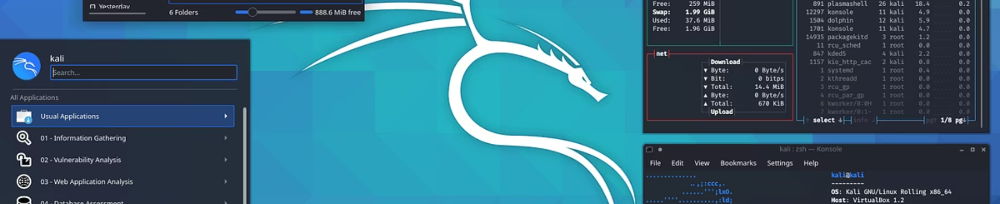 Yesterday
6 Folders 888.6 MiB free
kali
Search...
All Applications
Usual Applications
01 - Information Gathering
02 - Vulnerability Analysis
03 - Web Application Analysis
04 - Database Assessment
Free: 259 MiB
Swap: 1.99 GiB
Used: 37.6 MiB
Free: 1.96 GiB
net
Download
▼ Byte: 0 Byte/s
▼ Bit: 0 bitps
▼ Total: 14.4 MiB
▲ Byte: 0 Byte/s
▲ Total: 670 KiB
Upload
891 plasmashell 26 kali 18.4 0.2
12297 konsole 11 kali 4.9 0.0
1504 dolphin 12 kali 5.9 0.0
1701 konsole 11 kali 4.7 0.0
14935 packagekitd 3 root 1.2 0.0
11 rcu_sched 1 root 0.0 0.0
847 kded5 4 kali 2.2 0.0
1157 kio_http_cac 2 kali 0.8 0.0
1 systemd 1 root 0.4 0.0
2 kthreadd 1 root 0.0 0.0
3 rcu_gp 1 root 0.0 0.0
4 rcu_par_gp 1 root 0.0 0.0
6 kworker/0:0H 1 root 0.0 0.0
7 kworker/0:1- 1 root 0.0 0.0
↑ select ↓ info ↲ pg↑ 1/8 pg↓
kali : zsh — Konsole
File Edit View Bookmarks Settings Help
kali@kali
---------
OS: Kali GNU/Linux Rolling x86_64
Host: VirtualBox 1.2
..............
..,;:ccc,.
......''';lxO.
.....''''..........,:ld;